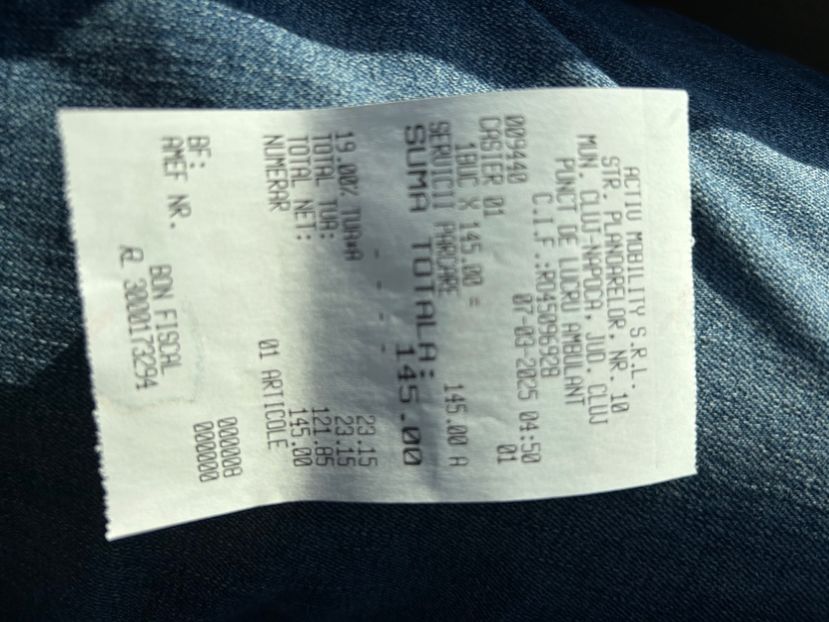 ACTIV MOBILITY S.R.L.
STR. PLANOARELOR, NR. 10
MUN. CLUJ-NAPOCA, JUD. CLUJ
PUNCT DE LUCRU AMBULANT
C.I.F.:RO45096928
07-03-2025 04:50
009440 01
CASIER 01
1BUC X 145.00 =
SERVICII PARCARE 145.00 A
SUMA TOTALA: 145.00
- - - -
19.00% TVA*A 23.15
TOTAL TVA: 23.15
TOTAL NET: 121.85
NUMERAR 145.00
01 ARTICOLE
BF: 000008
AMEF NR. 000000
BON FISCAL
3000173294